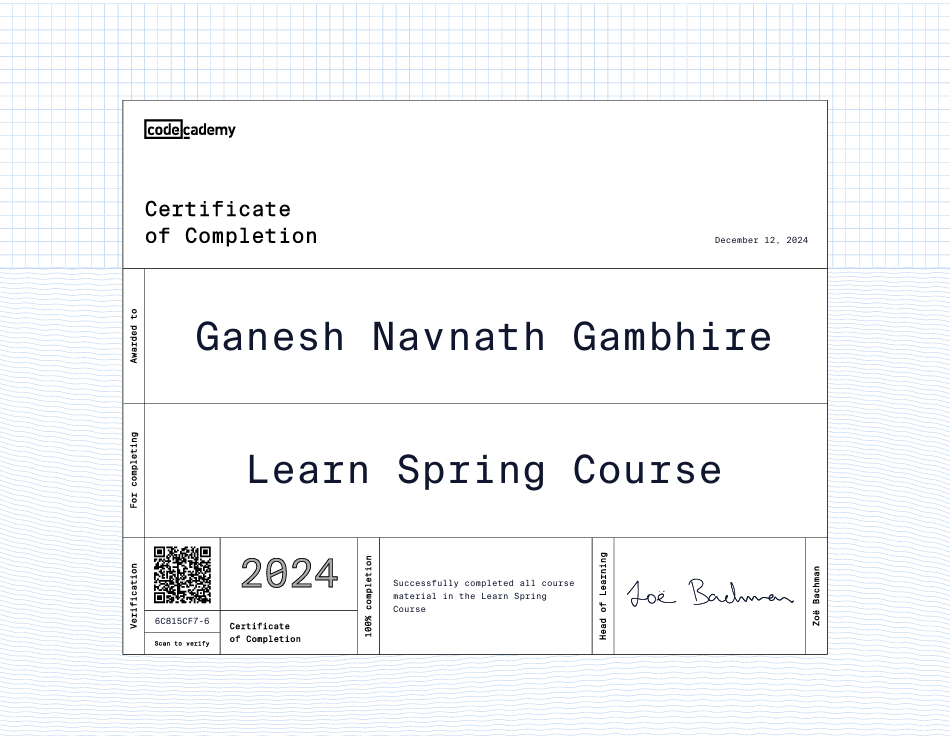 codecademy
Certificate
of Completion
December 12, 2024
Awarded to
Ganesh Navnath Gambhire
For completing
Learn Spring Course
Verification
6C815CF7-6
Scan to verify
2024
Certificate
of Completion
100% completion
Successfully completed all course
material in the Learn Spring
Course
Head of Learning
Zoë Bachman
Zoë Bachman